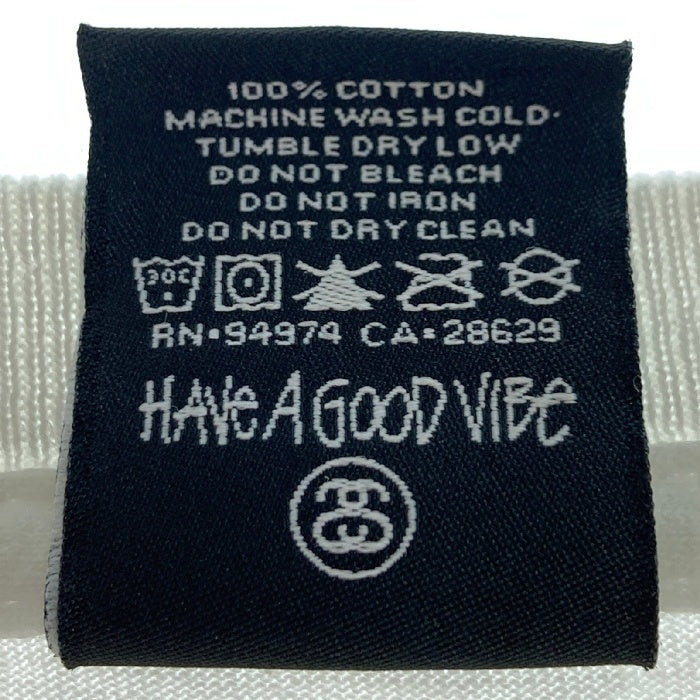 100% COTTON
MACHINE WASH COLD·
TUMBLE DRY LOW
DO NOT BLEACH
DO NOT IRON
DO NOT DRY CLEAN
30C
RN·94974 CA:28629
HAVe A GOOD VIBe